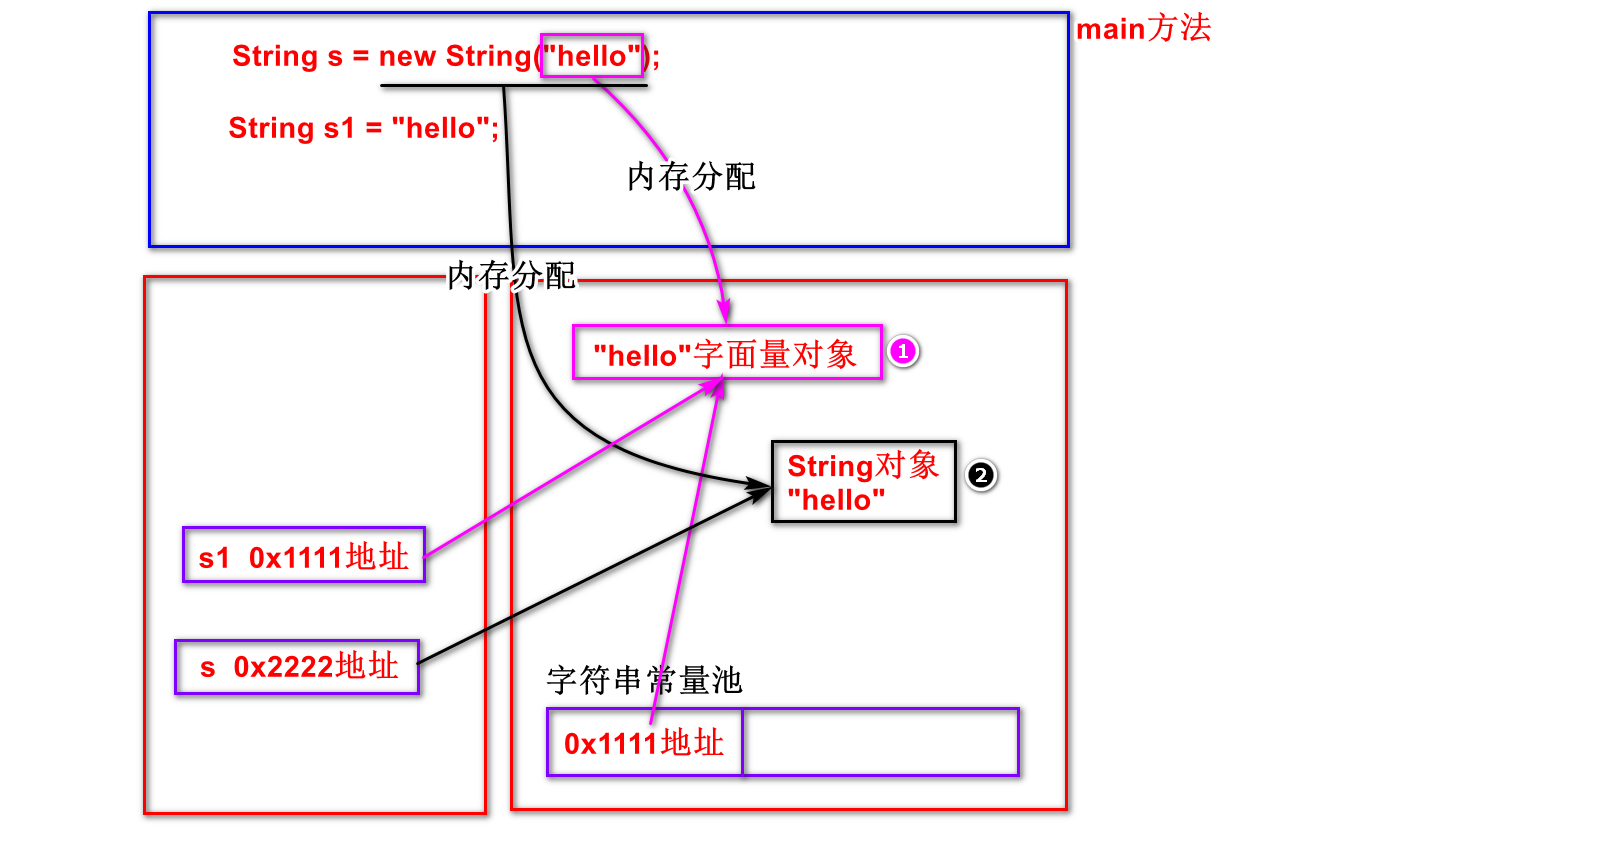 main方法
String s = new String("hello");
String s1 = "hello";
内存分配
内存分配
"hello"字面量对象
1
String对象
"hello"
2
s1 0x1111地址
s 0x2222地址
字符串常量池
0x1111地址